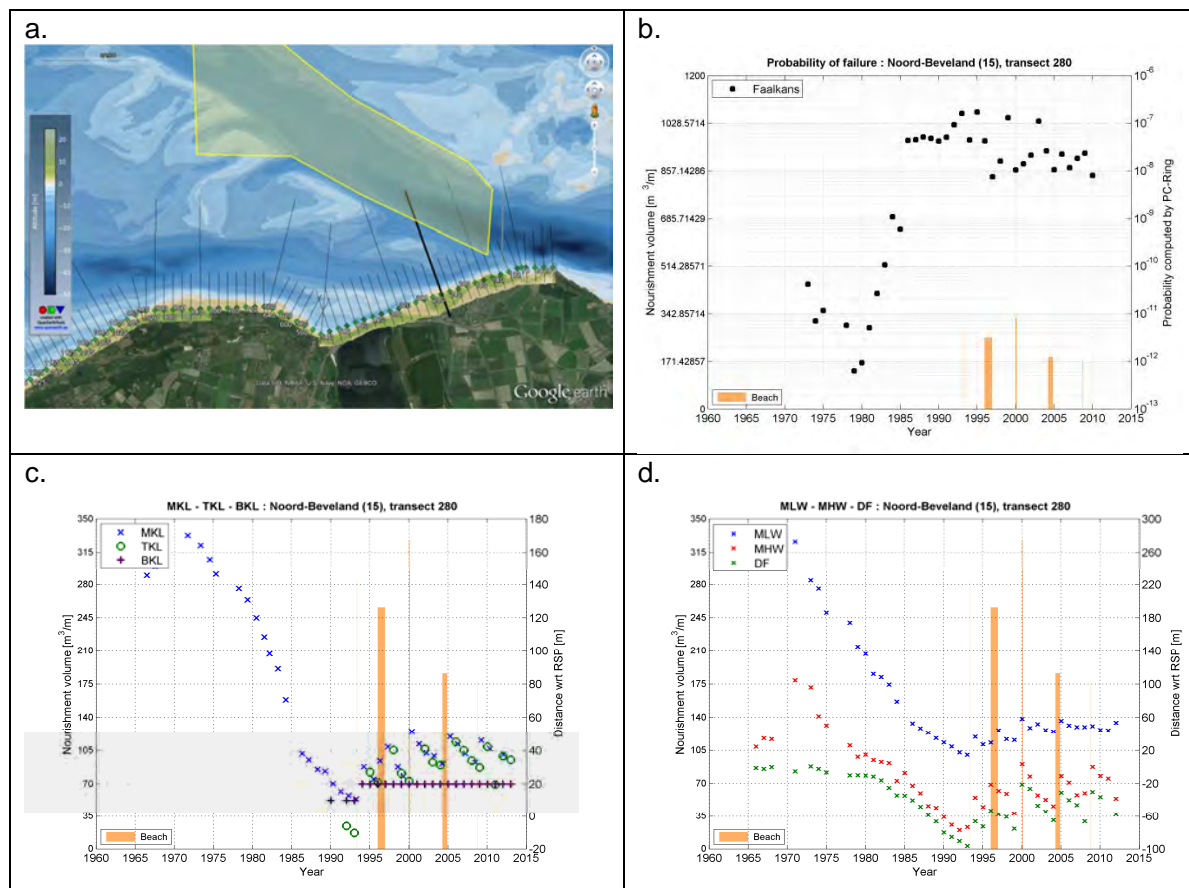 a.
Altitude [m]
20
10
0
Google earth
b.
Probability of failure : Noord-Beveland (15), transect 280
Faalkans
Beach
Nourishment volume [m³/m]
1200
1028.5714
857.14286
685.71429
514.28571
342.85714
171.42857
0
Probability computed by PC-Ring
10⁻⁶
10⁻⁷
10⁻⁸
10⁻⁹
10⁻¹⁰
10⁻¹¹
10⁻¹²
10⁻¹³
1960 1965 1970 1975 1980 1985 1990 1995 2000 2005 2010 2015
Year
c.
MKL - TKL - BKL : Noord-Beveland (15), transect 280
MKL
TKL
BKL
Beach
Nourishment volume [m³/m]
350
315
280
245
210
175
140
105
70
35
0
Distance wrt RSP [m]
180
160
140
120
100
80
60
40
20
0
-20
1960 1965 1970 1975 1980 1985 1990 1995 2000 2005 2010 2015
Year
d.
MLW - MHW - DF : Noord-Beveland (15), transect 280
MLW
MHW
DF
Beach
Nourishment volume [m³/m]
350
315
280
245
210
175
140
105
70
35
0
Distance wrt RSP [m]
300
260
220
180
140
100
60
20
-20
-60
-100
1960 1965 1970 1975 1980 1985 1990 1995 2000 2005 2010 2015
Year